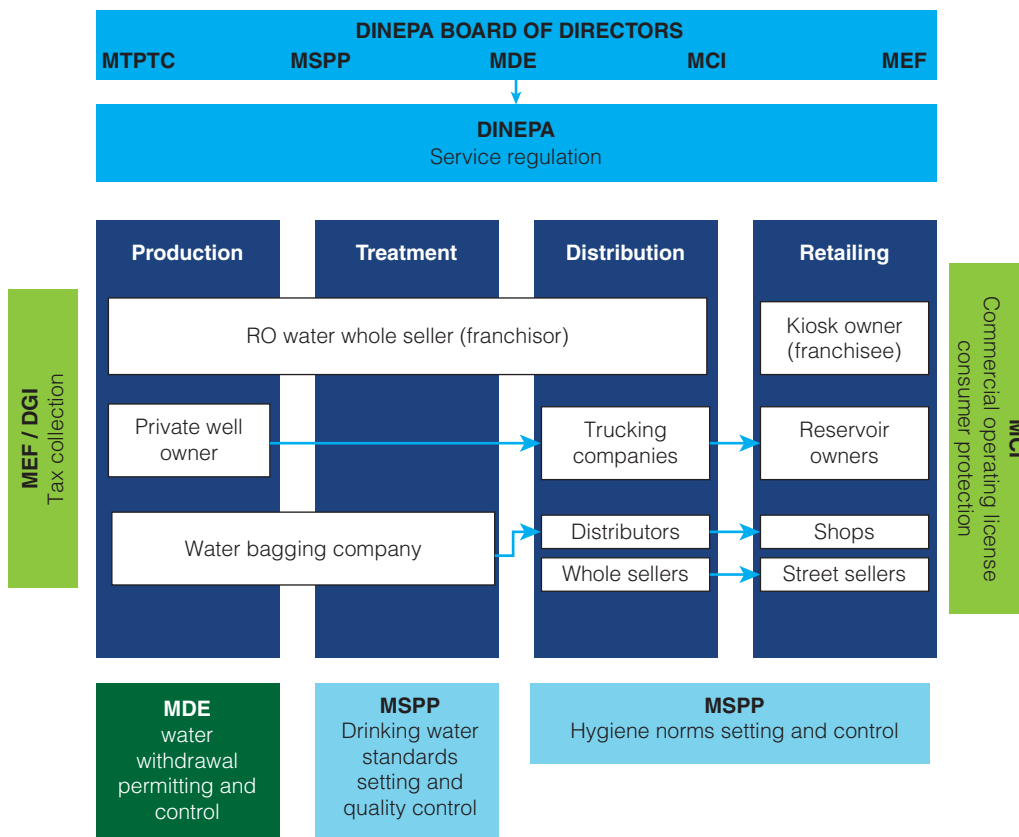 DINEPA BOARD OF DIRECTORS
MTPTC MSPP MDE MCI MEF
DINEPA
Service regulation
Production Treatment Distribution Retailing
RO water whole seller (franchisor)
Kiosk owner
(franchisee)
Private well
owner
Trucking
companies
Reservoir
owners
Water bagging company
Distributors
Shops
Whole sellers
Street sellers
MEF / DGI
Tax collection
MCI
Commercial operating license
consumer protection
MDE
water
withdrawal
permitting and
control
MSPP
Drinking water
standards
setting and
quality control
MSPP
Hygiene norms setting and control